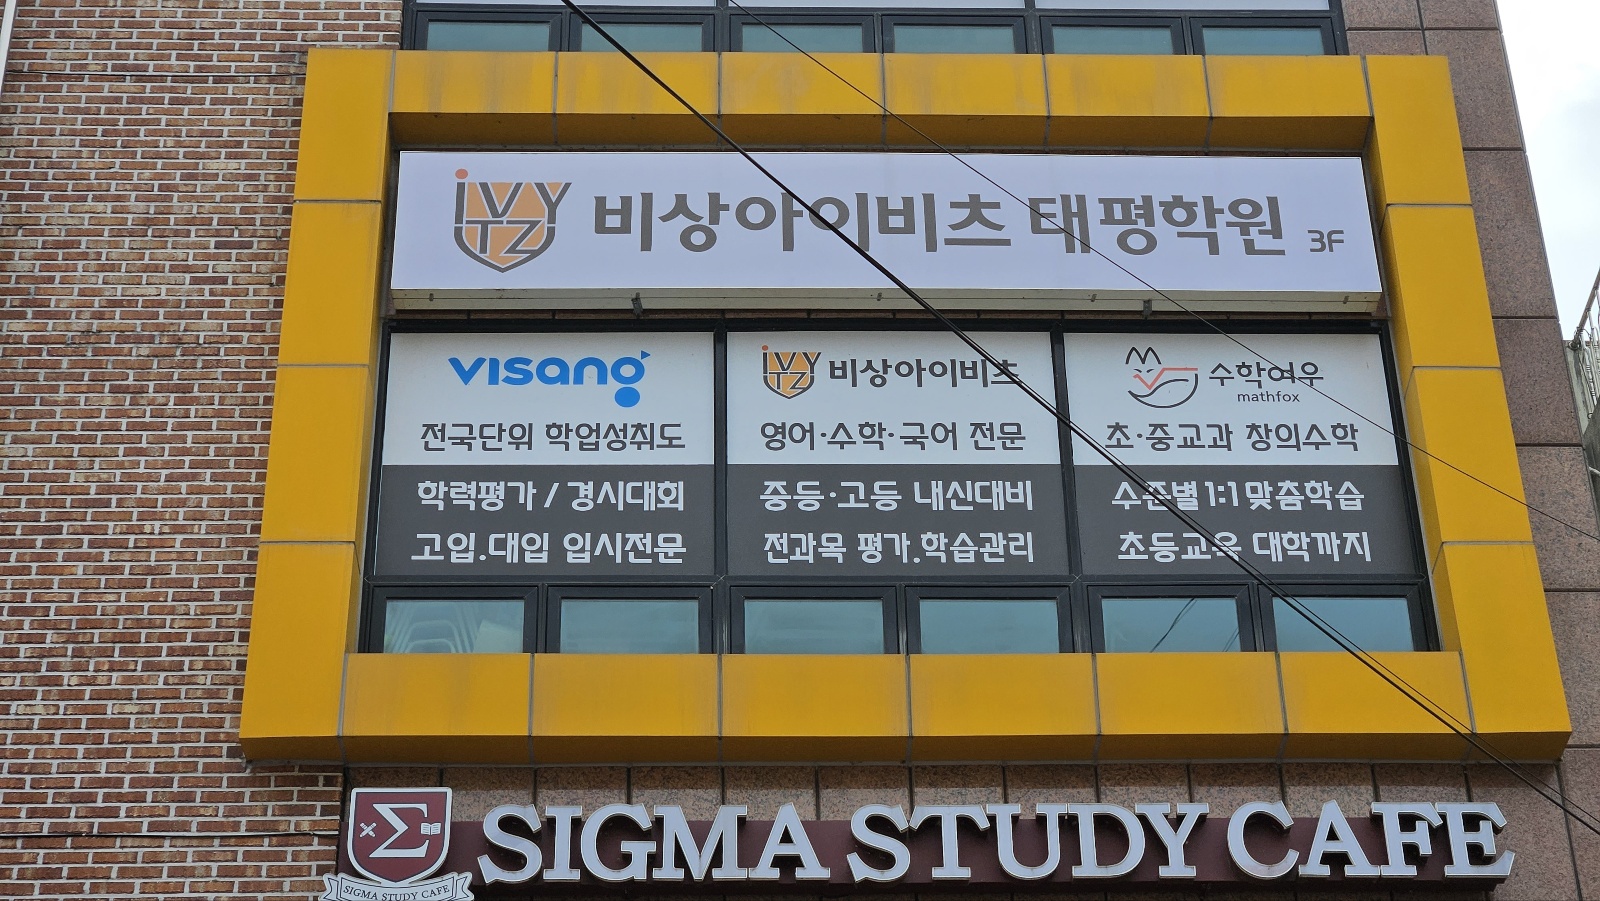 IVY TZ 비상아이비츠 태평학원 3F
visang
전국단위 학업성취도
학력평가 / 경시대회
고입.대입 입시전문
IVY TZ 비상아이비츠
영어·수학·국어 전문
중등·고등 내신대비
전과목 평가.학습관리
수학여우
mathfox
초·중교과 창의수학
수준별 1:1 맞춤학습
초등교육 대학까지
Σ
SIGMA STUDY CAFE
SIGMA STUDY CAFE